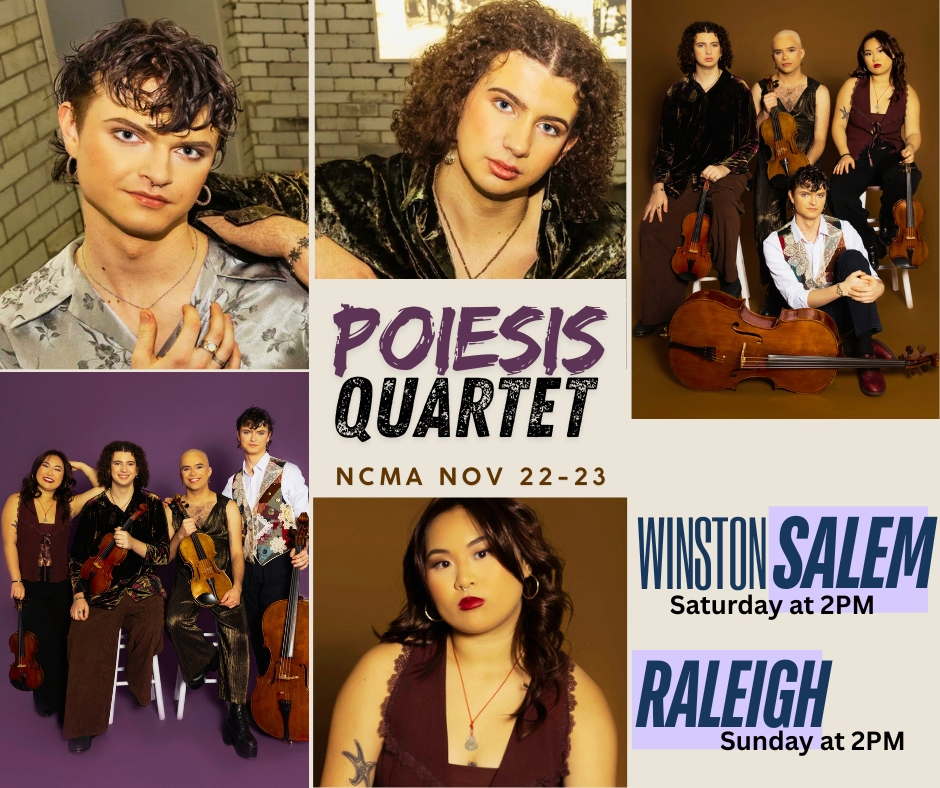 POIESIS
QUARTET
NCMA NOV 22-23
WINSTON SALEM
Saturday at 2PM
RALEIGH
Sunday at 2PM